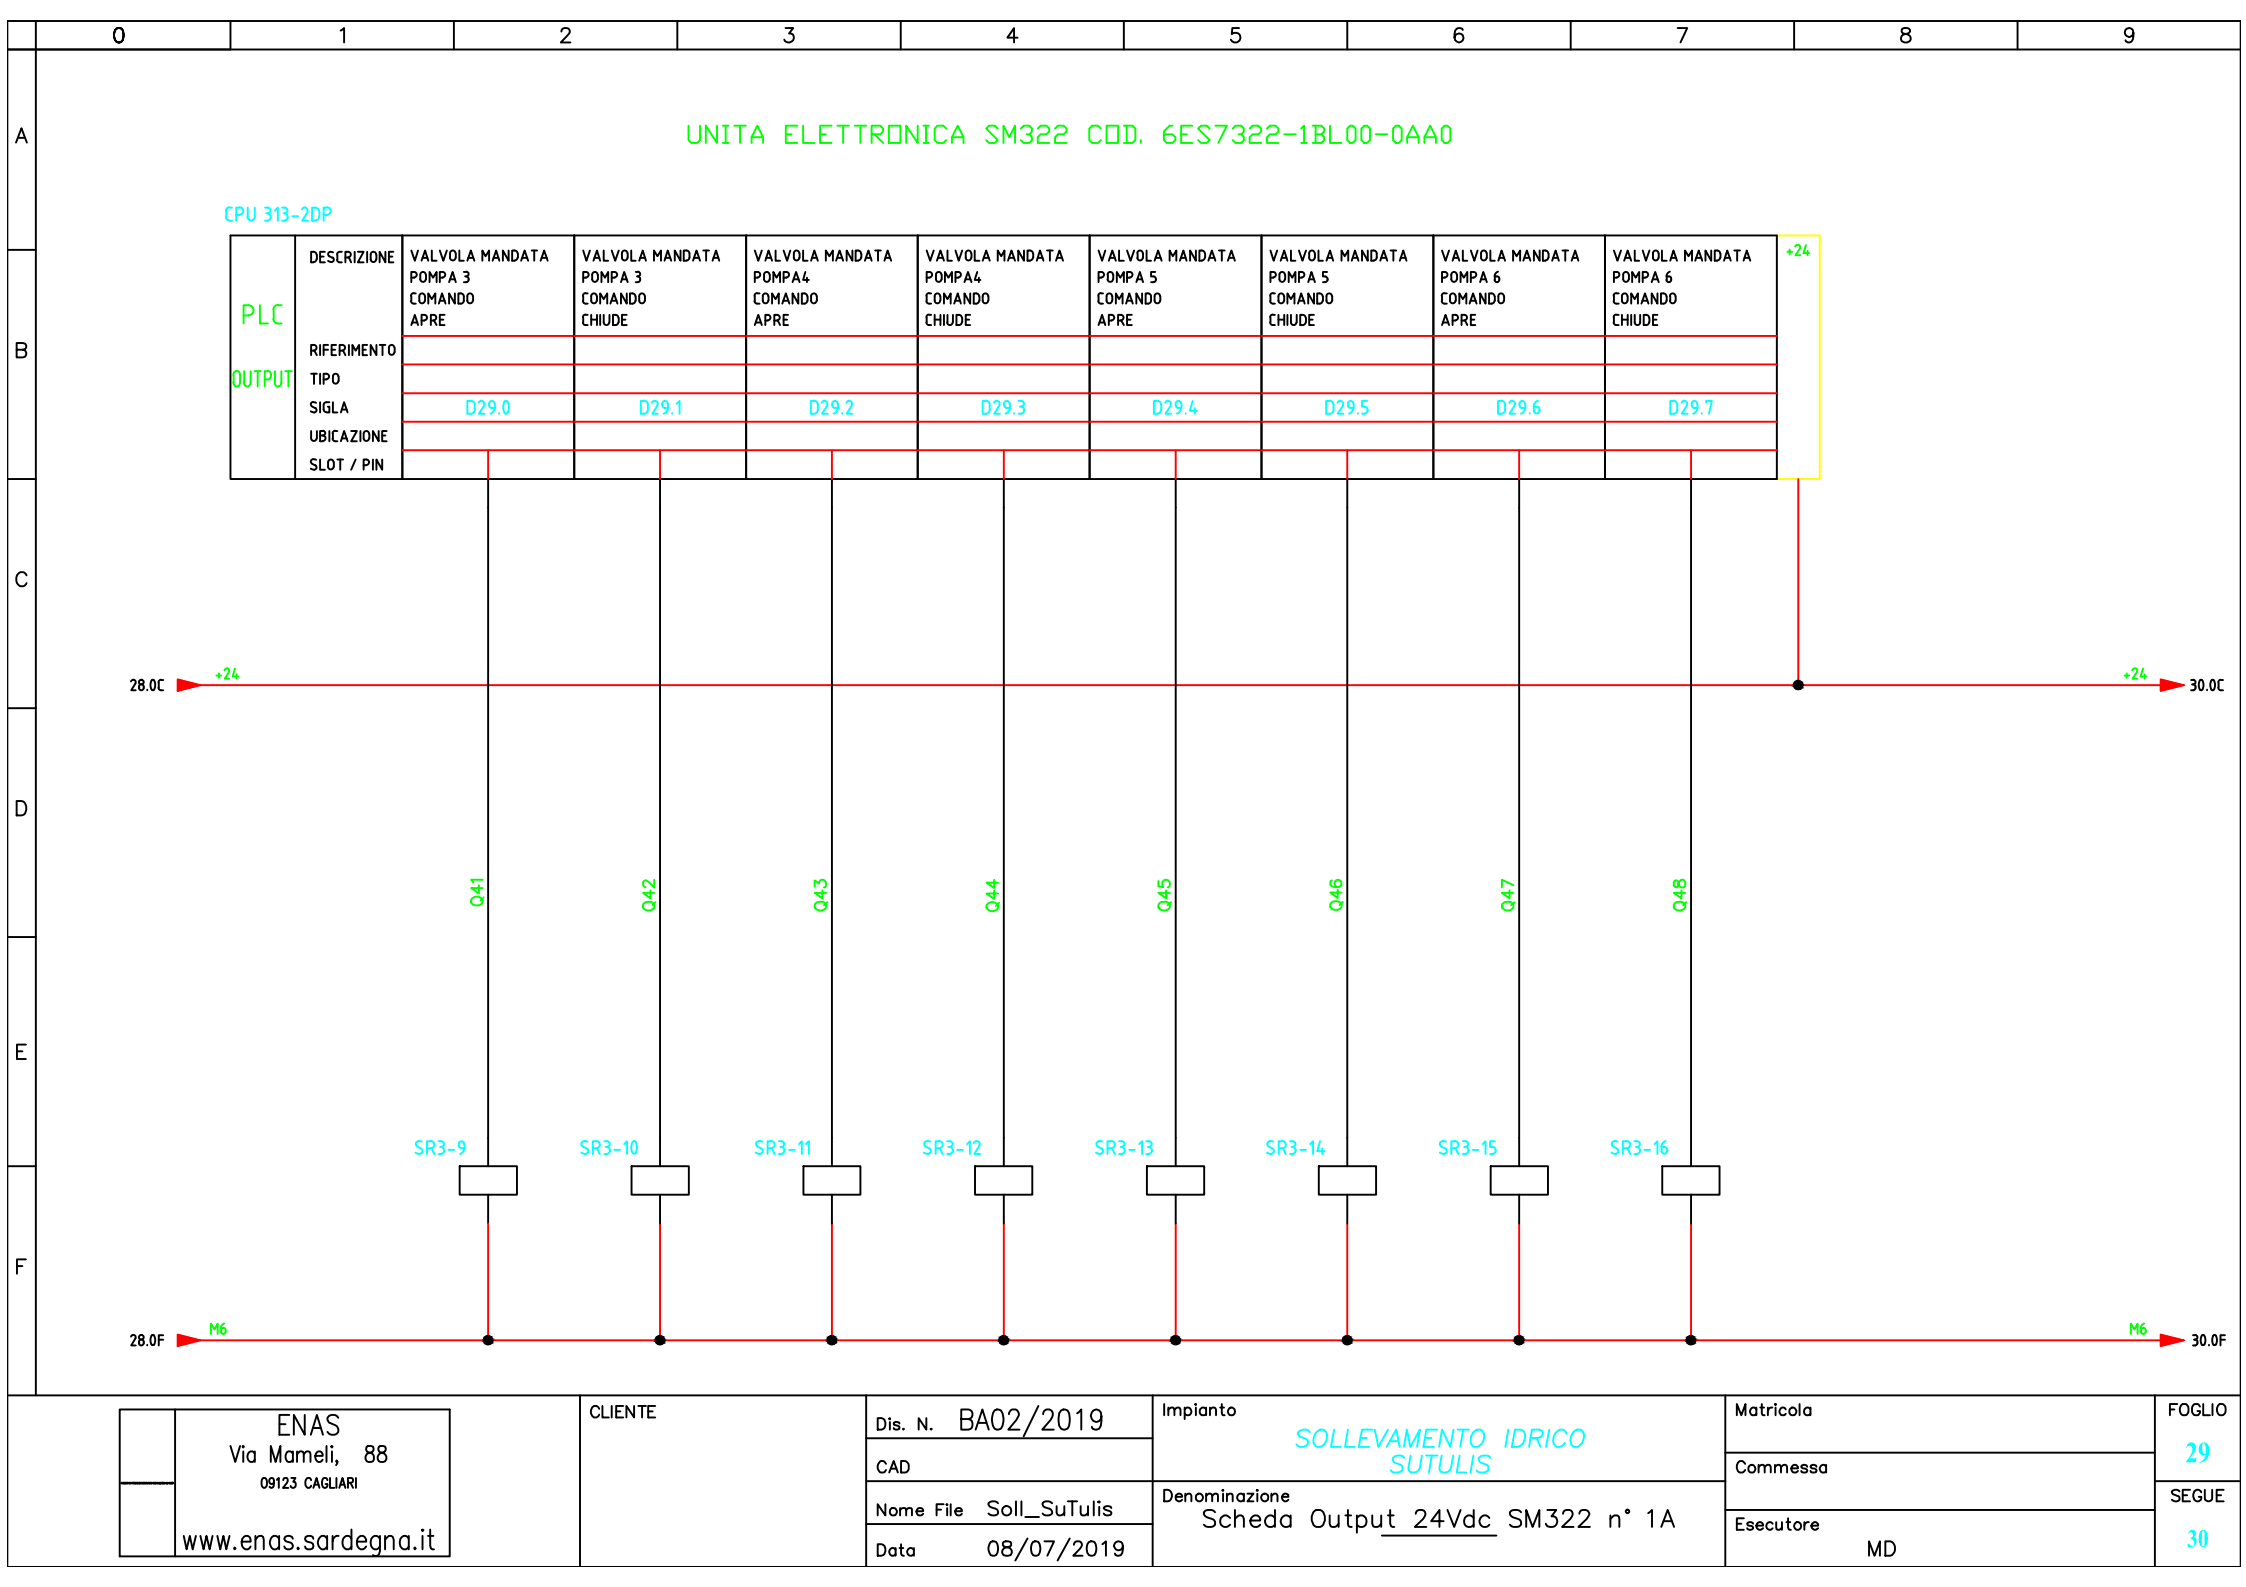 0 1 2 3 4 5 6 7 8 9
A
UNITA ELETTRONICA SM322 COD. 6ES7322-1BL00-0AA0
CPU 313-2DP
B
PLC
OUTPUT
DESCRIZIONE
VALVOLA MANDATA
POMPA 3
COMANDO
APRE
VALVOLA MANDATA
POMPA 3
COMANDO
CHIUDE
VALVOLA MANDATA
POMPA4
COMANDO
APRE
VALVOLA MANDATA
POMPA4
COMANDO
CHIUDE
VALVOLA MANDATA
POMPA 5
COMANDO
APRE
VALVOLA MANDATA
POMPA 5
COMANDO
CHIUDE
VALVOLA MANDATA
POMPA 6
COMANDO
APRE
VALVOLA MANDATA
POMPA 6
COMANDO
CHIUDE
+24
RIFERIMENTO
TIPO
SIGLA D29.0 D29.1 D29.2 D29.3 D29.4 D29.5 D29.6 D29.7
UBICAZIONE
SLOT / PIN
C
28.0C +24 +24 30.0C
D
Q41 Q42 Q43 Q44 Q45 Q46 Q47 Q48
E
SR3-9 SR3-10 SR3-11 SR3-12 SR3-13 SR3-14 SR3-15 SR3-16
F
28.0F M6 M6 30.0F
ENAS
Via Mameli, 88
09123 CAGLIARI
www.enas.sardegna.it
CLIENTE
Dis. N. BA02/2019
CAD
Nome File Soll_SuTulis
Data 08/07/2019
Impianto
SOLLEVAMENTO IDRICO
SUTULIS
Denominazione
Scheda Output 24Vdc SM322 n° 1A
Matricola
Commessa
Esecutore
MD
FOGLIO
29
SEGUE
30